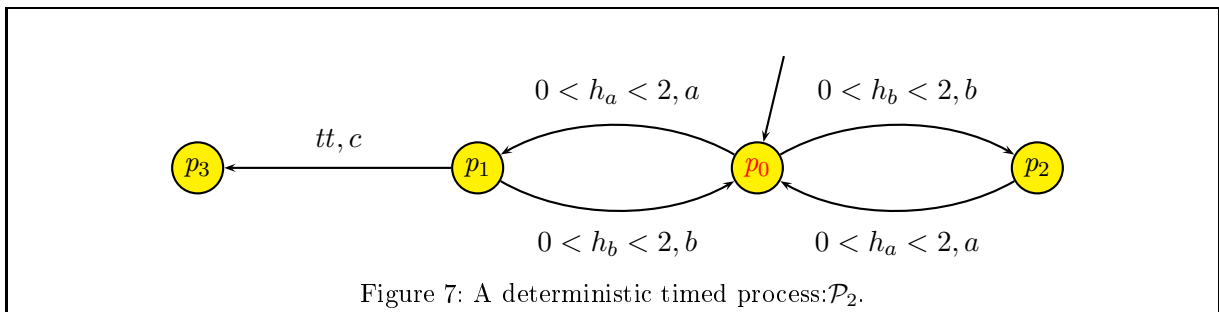 0 < h_a < 2, a
0 < h_b < 2, b
tt, c
p_3
p_1
p_0
p_2
0 < h_b < 2, b
0 < h_a < 2, a
Figure 7: A deterministic timed process:𝒫_2.